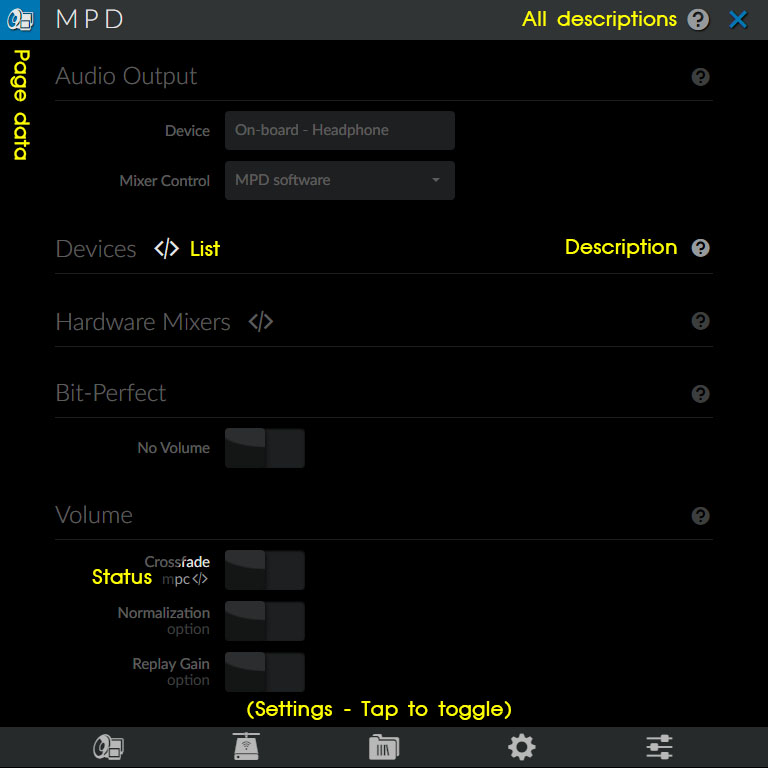 MPD
All descriptions
Page data
Audio Output
Device
On-board - Headphone
Mixer Control
MPD software
Devices </> List
Description
Hardware Mixers </>
Bit-Perfect
No Volume
Volume
Crossfade
Status mpc </>
Normalization
option
Replay Gain
option
(Settings - Tap to toggle)